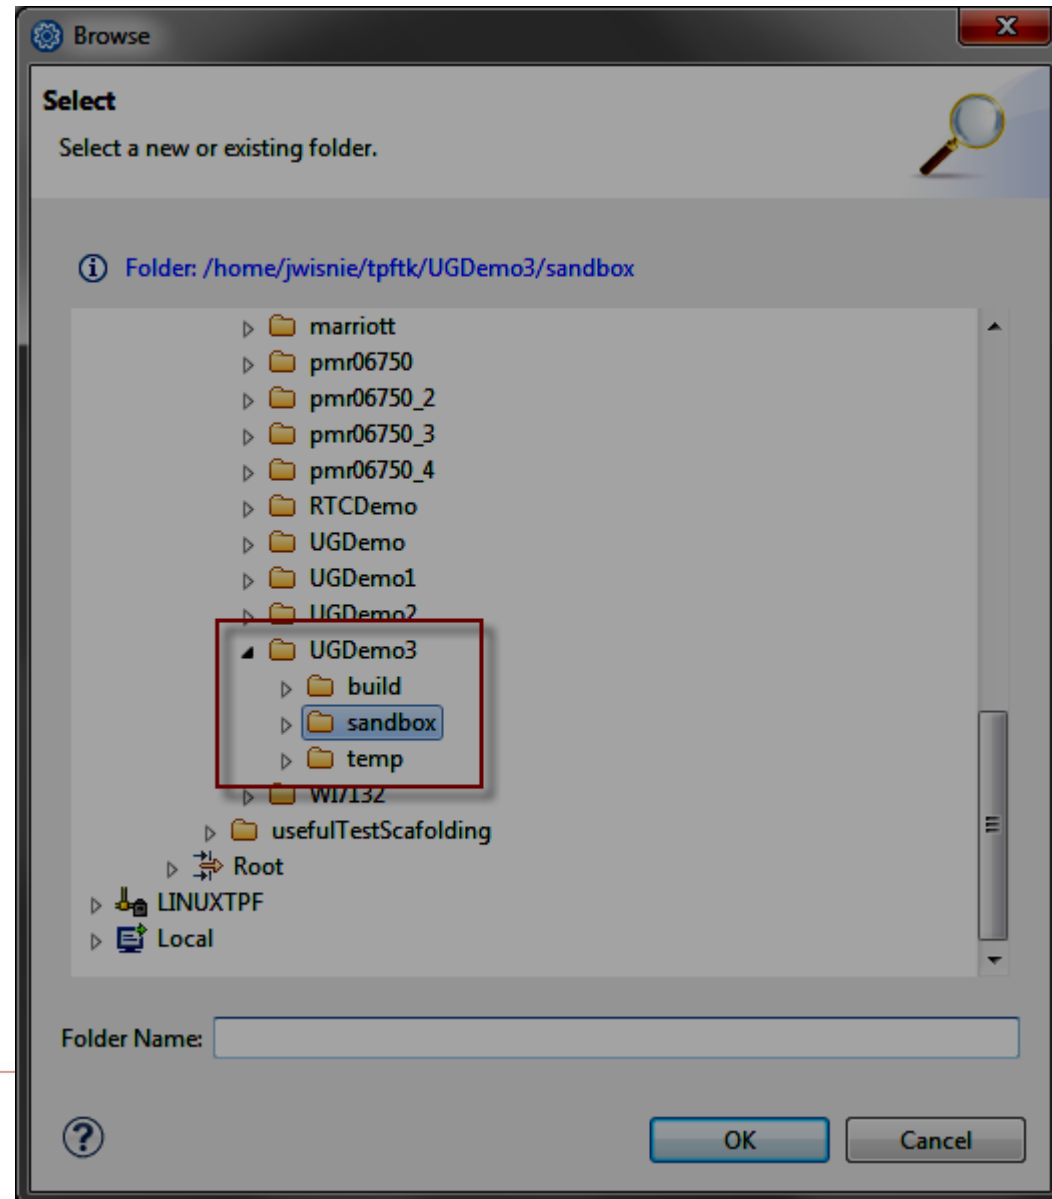 Browse
Select
Select a new or existing folder.
Folder: /home/jwisnie/tpftk/UGDemo3/sandbox
marriott
pmr06750
pmr06750_2
pmr06750_3
pmr06750_4
RTCDemo
UGDemo
UGDemo1
UGDemo2
UGDemo3
build
sandbox
temp
WI7132
usefulTestScafolding
Root
LINUXTPF
Local
Folder Name:
OK
Cancel